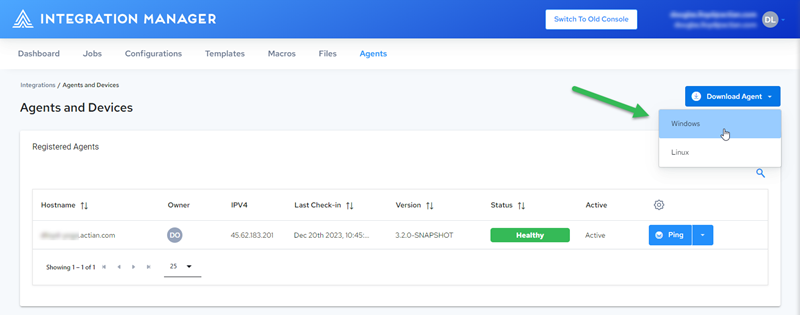 INTEGRATION MANAGER
Switch To Old Console
DL
Dashboard Jobs Configurations Templates Macros Files Agents
Integrations / Agents and Devices
Agents and Devices
Download Agent
Windows
Linux
Registered Agents
Hostname Owner IPV4 Last Check-in Version Status Active
.actian.com DO 45.62.183.201 Dec 20th 2023, 10:45:... 3.2.0-SNAPSHOT Healthy Active Ping
Showing 1 – 1 of 1 25